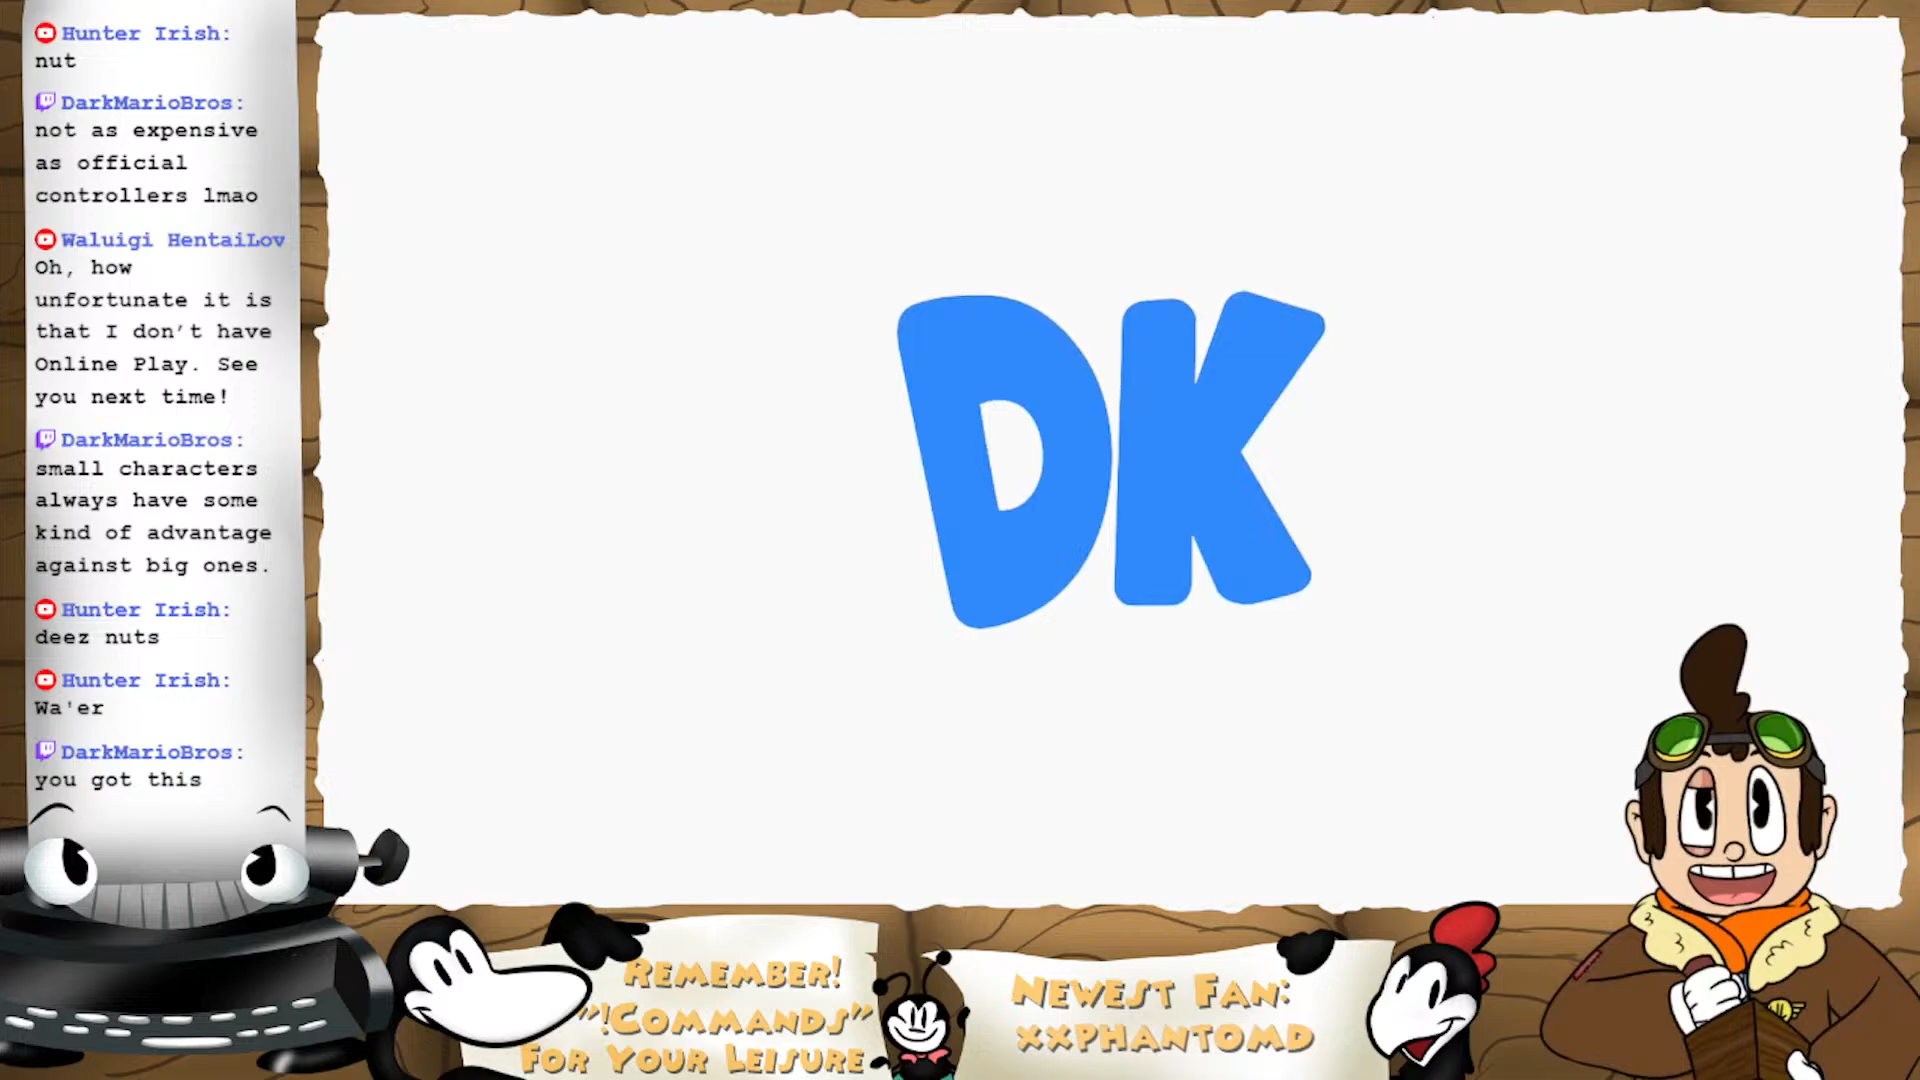 Hunter Irish:
nut
DarkMarioBros:
not as expensive
as official
controllers lmao
Waluigi HentaiLov
Oh, how
unfortunate it is
that I don't have
Online Play. See
you next time!
DarkMarioBros:
small characters
always have some
kind of advantage
against big ones.
Hunter Irish:
deez nuts
Hunter Irish:
Wa'er
DarkMarioBros:
you got this
DK
Remember!
"!Commands"
For Your Leisure
Newest Fan:
xxphantomd